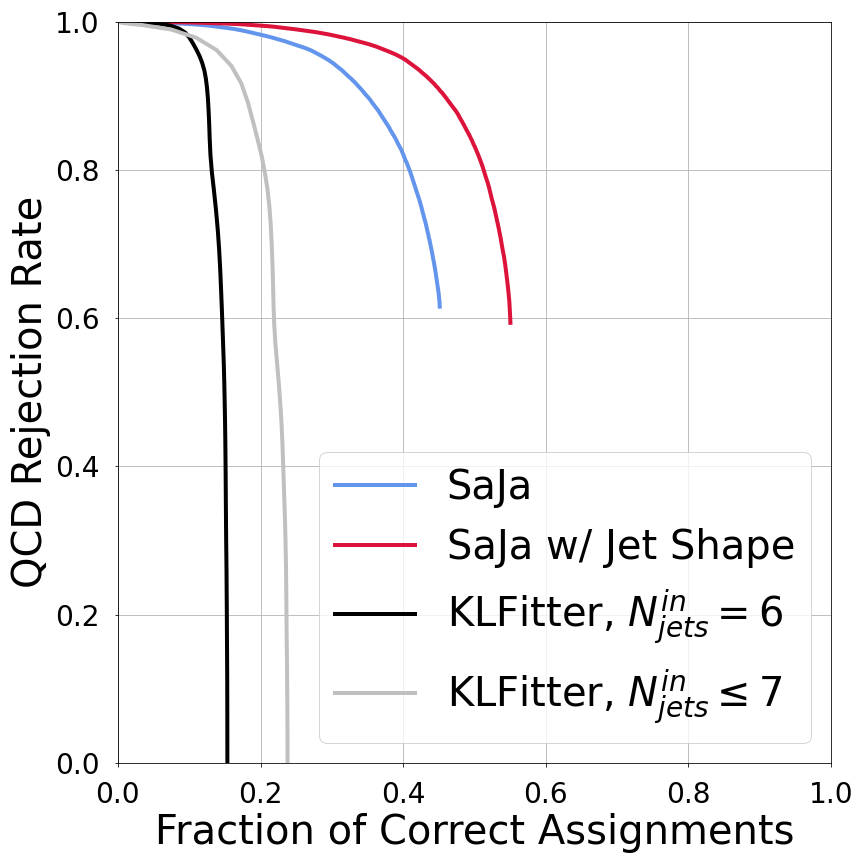 QCD Rejection Rate
1.0
0.8
0.6
0.4
0.2
0.0
SaJa
SaJa w/ Jet Shape
KLFitter, $N_{jets}^{in} = 6$
KLFitter, $N_{jets}^{in} \leq 7$
0.0 0.2 0.4 0.6 0.8 1.0
Fraction of Correct Assignments